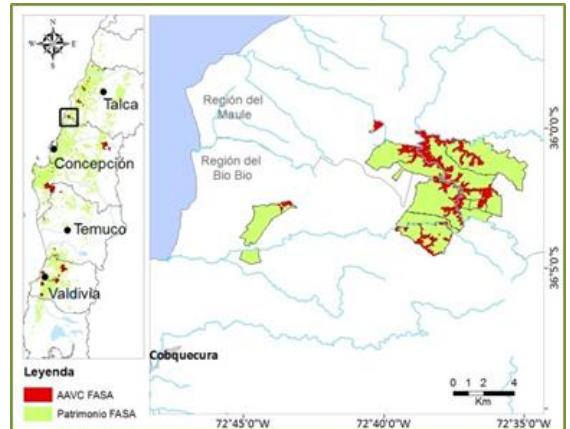 N
W E
S
Talca
Concepción
Temuco
Valdivia
Leyenda
AAVC FASA
Patrimonio FASA
Región del
Maule
Región del
Bio Bio
Cobquecura
36°0'0"S
36°5'0"S
0 1 2 4
Km
72°45'0"W
72°40'0"W
72°35'0"W